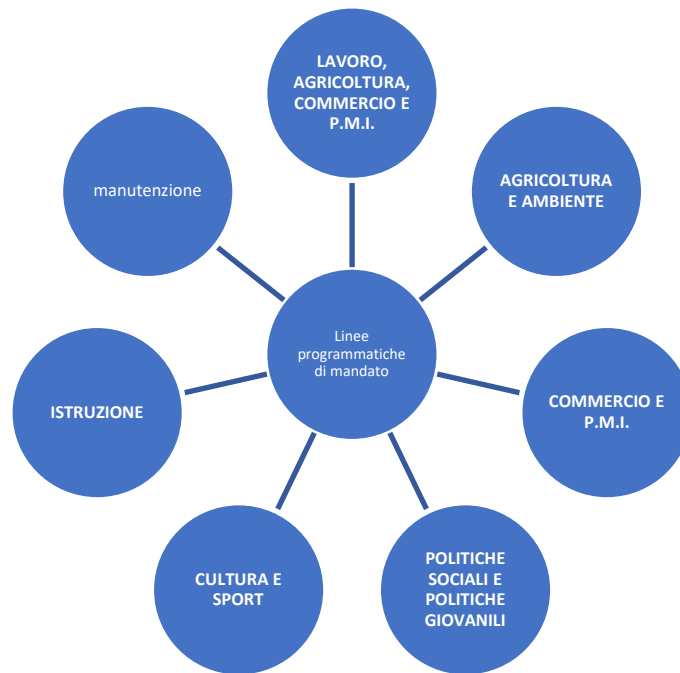 LAVORO,
AGRICOLTURA,
COMMERCIO E
P.M.I.
AGRICOLTURA
E AMBIENTE
COMMERCIO E
P.M.I.
POLITICHE
SOCIALI E
POLITICHE
GIOVANILI
CULTURA E
SPORT
ISTRUZIONE
manutenzione
Linee
programmatiche
di mandato